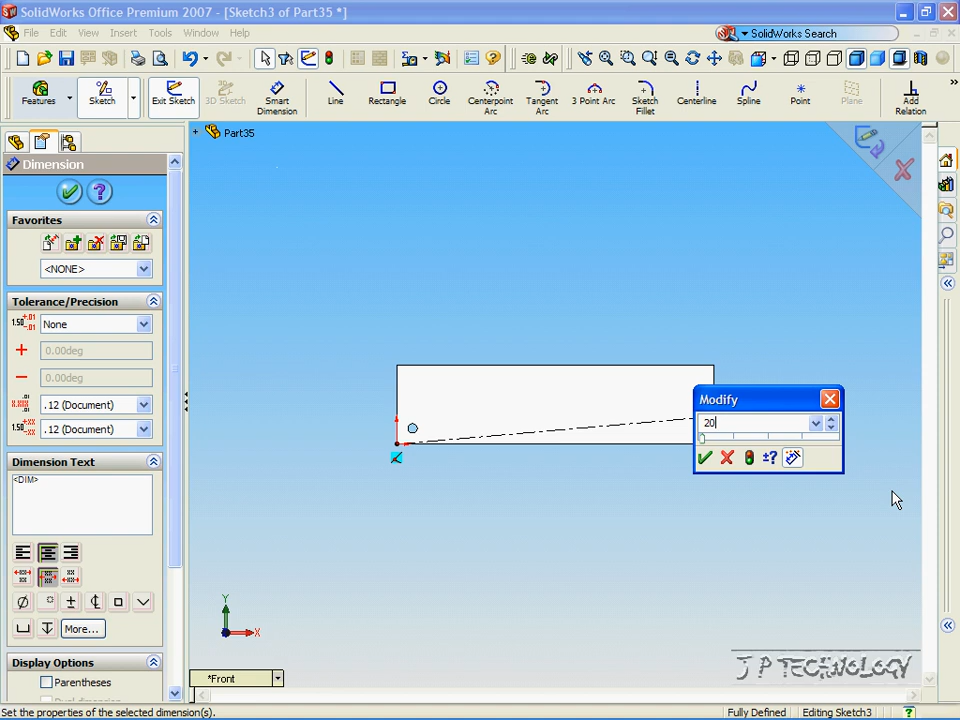 SolidWorks Office Premium 2007 - [Sketch3 of Part35 *]
File Edit View Insert Tools Window Help
SolidWorks Search
Features Sketch Exit Sketch 3D Sketch Smart Dimension Line Rectangle Circle Centerpoint Arc Tangent Arc 3 Point Arc Sketch Fillet Centerline Spline Point Plane Add Relation
Part35
Dimension
Favorites
<NONE>
Tolerance/Precision
None
0.00deg
0.00deg
.12 (Document)
.12 (Document)
Modify
20
Dimension Text
<DIM>
More...
Y
X
Display Options
Parentheses
*Front
J P TECHNOLOGY
Set the properties of the selected dimension(s).
Fully Defined
Editing Sketch3